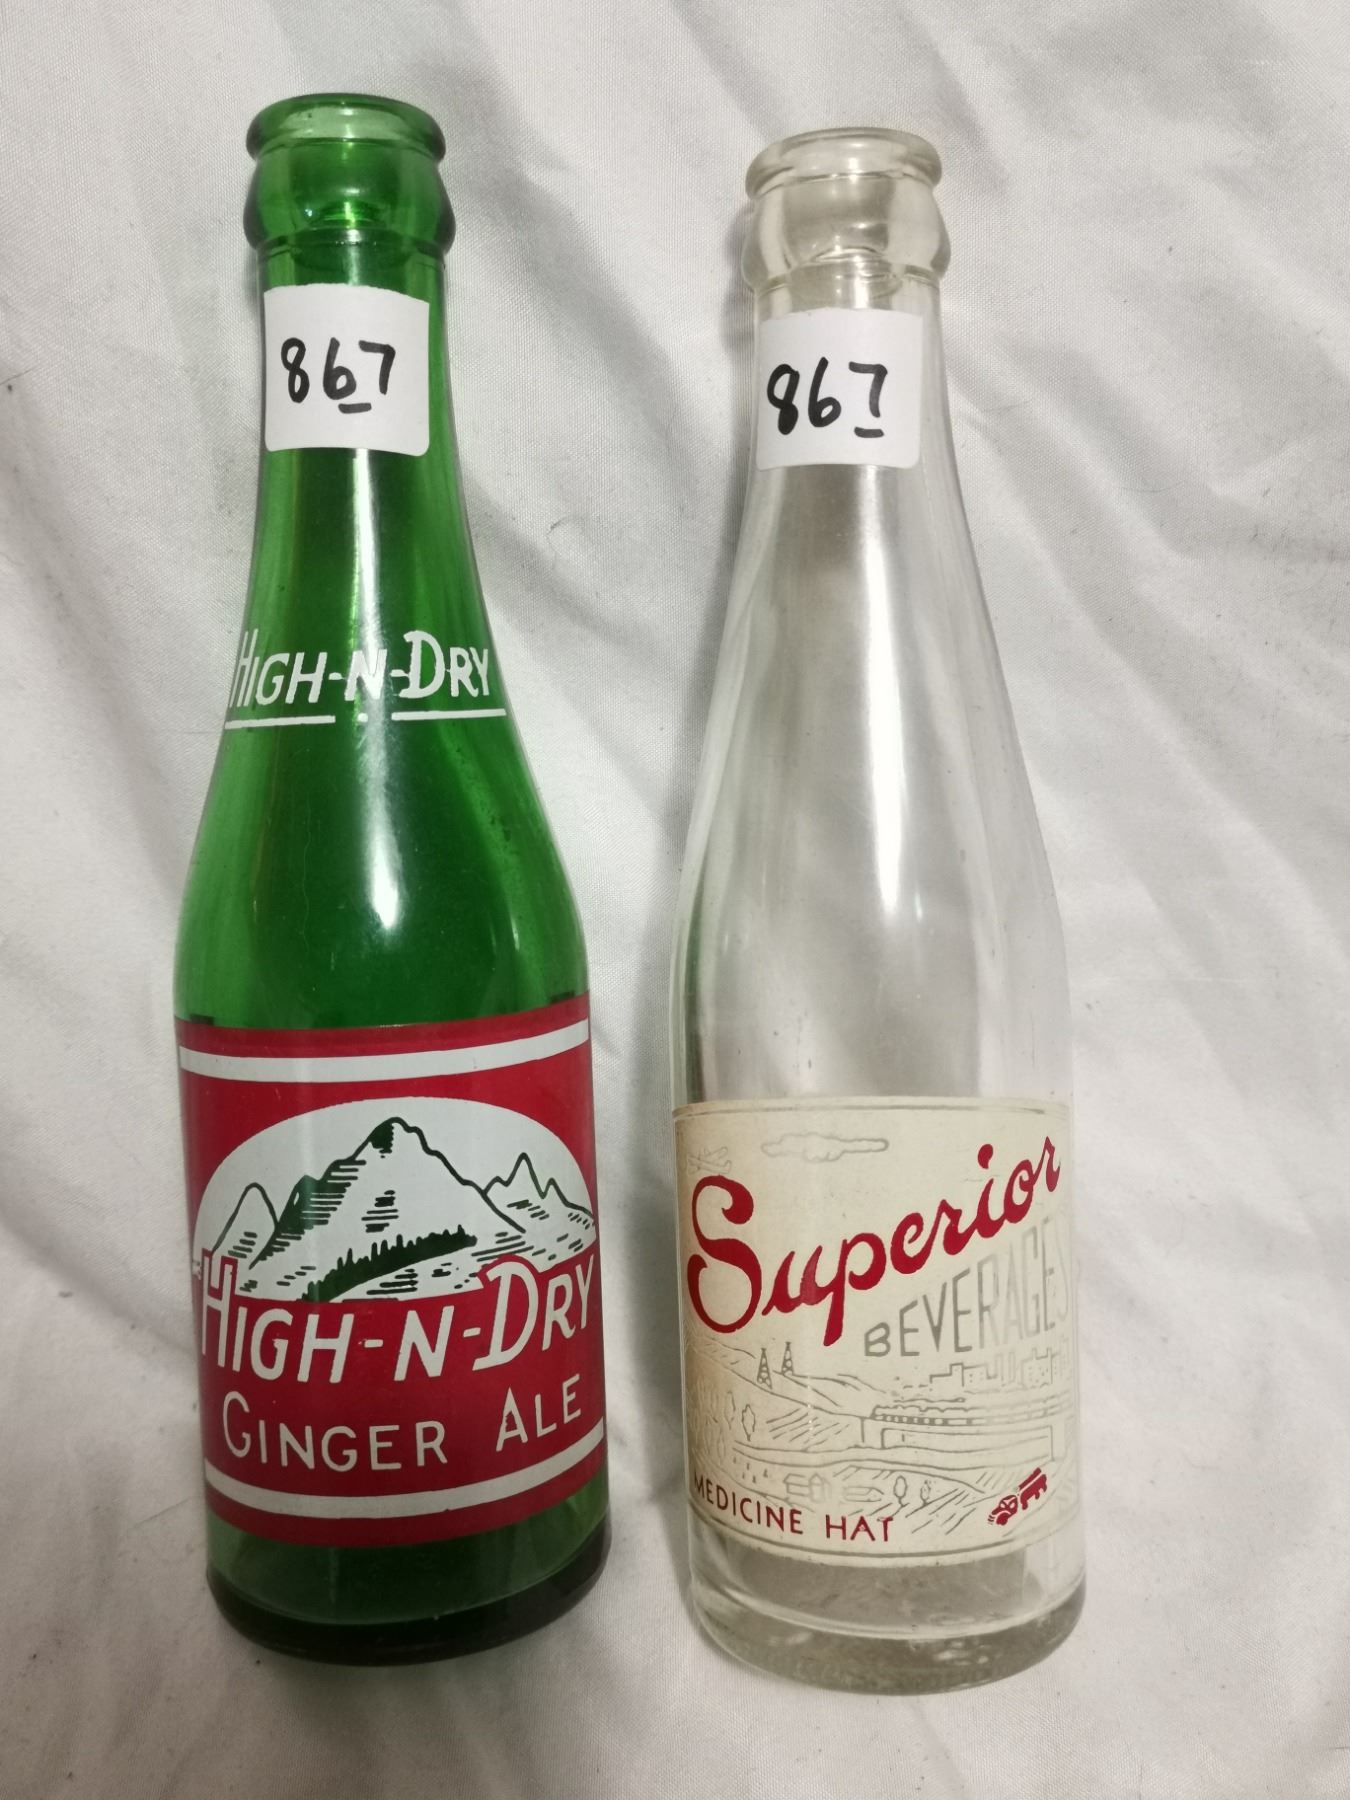 867
HIGH-N-DRY
HIGH-N-DRY
GINGER ALE
867
Superior
BEVERAGES
MEDICINE HAT